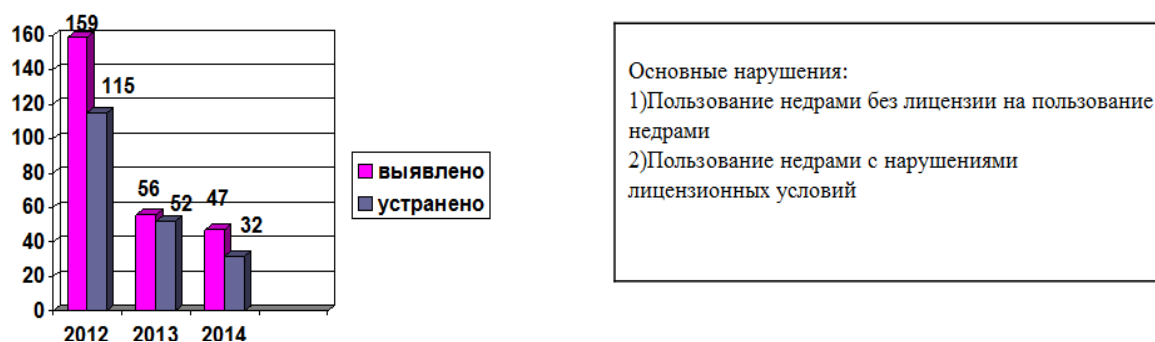 160
140
120
100
80
60
40
20
0
159
115
56
52
47
32
2012 2013 2014
выявлено
устранено
Основные нарушения:
1)Пользование недрами без лицензии на пользование
недрами
2)Пользование недрами с нарушениями
лицензионных условий